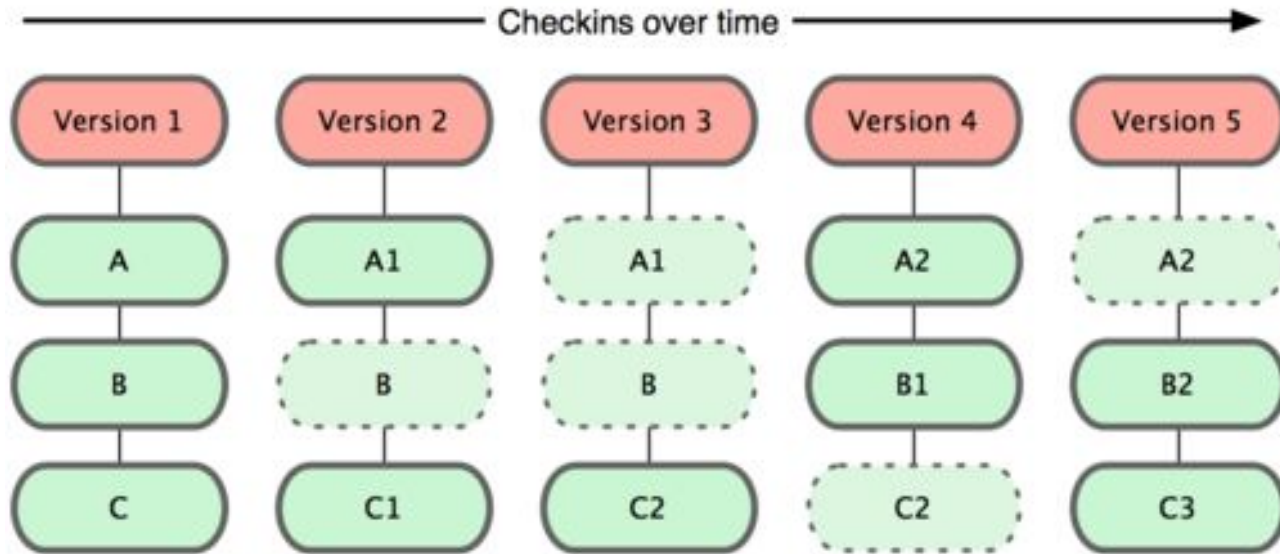 Checkins over time
Version 1 Version 2 Version 3 Version 4 Version 5
A A1 A1 A2 A2
B B B B1 B2
C C1 C2 C2 C3